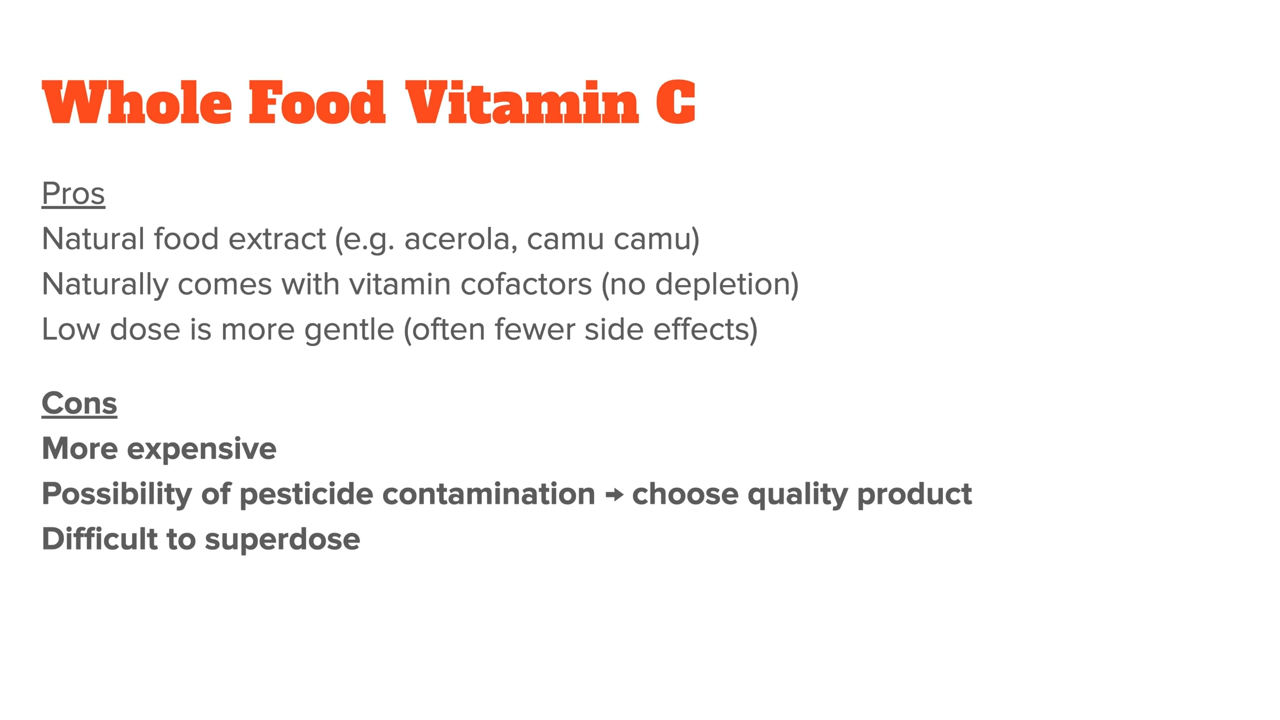 Whole Food Vitamin C
Pros
Natural food extract (e.g. acerola, camu camu)
Naturally comes with vitamin cofactors (no depletion)
Low dose is more gentle (often fewer side effects)
Cons
More expensive
Possibility of pesticide contamination → choose quality product
Difficult to superdose